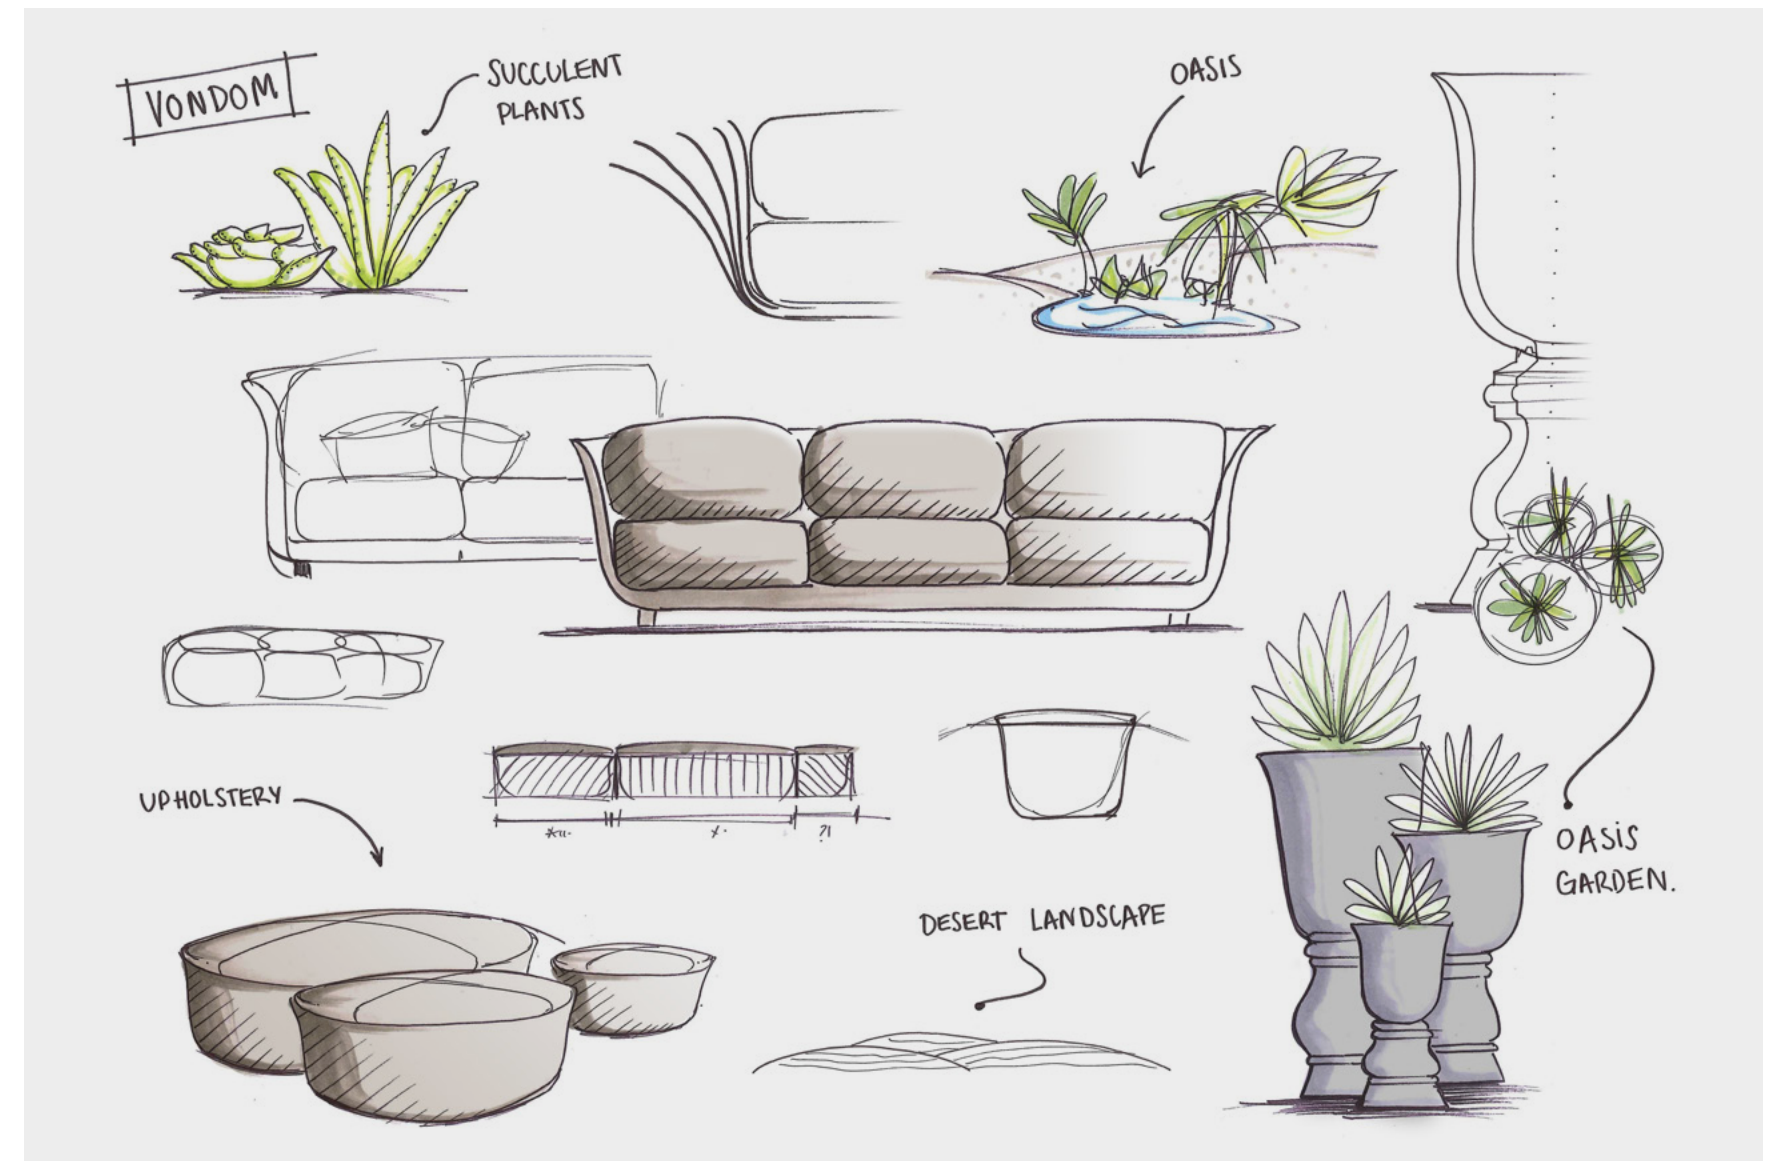 VONDOM
SUCCULENT
PLANTS
OASIS
UPHOLSTERY
DESERT LANDSCAPE
OASiS
GARDEN.